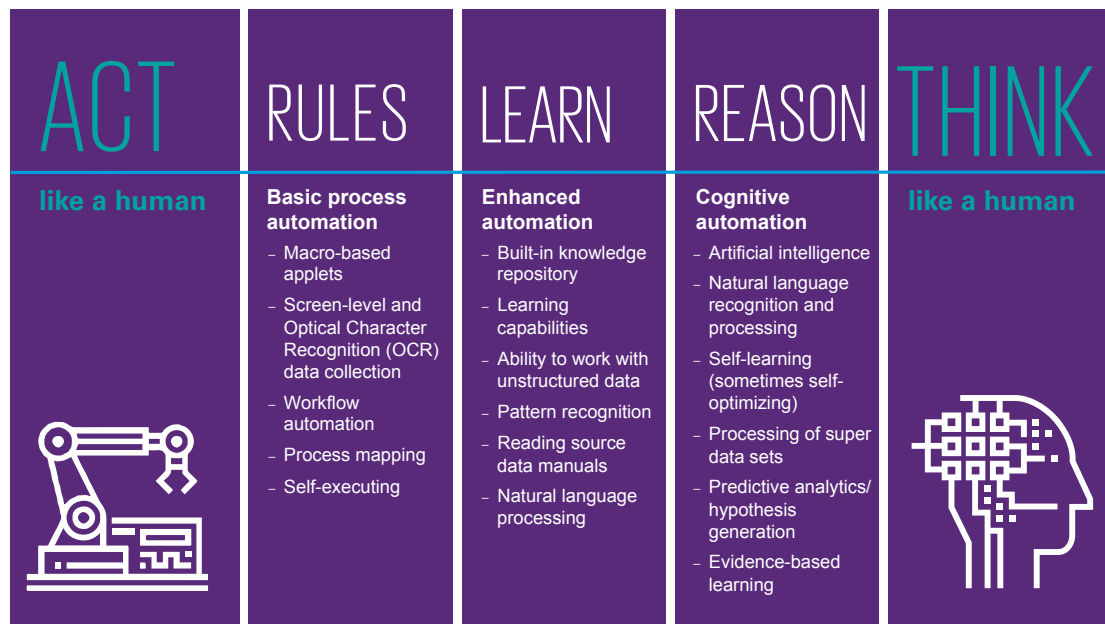 ACT
like a human
RULES
Basic process
automation
– Macro-based
applets
– Screen-level and
Optical Character
Recognition (OCR)
data collection
– Workflow
automation
– Process mapping
– Self-executing
LEARN
Enhanced
automation
– Built-in knowledge
repository
– Learning
capabilities
– Ability to work with
unstructured data
– Pattern recognition
– Reading source
data manuals
– Natural language
processing
REASON
Cognitive
automation
– Artificial intelligence
– Natural language
recognition and
processing
– Self-learning
(sometimes self-
optimizing)
– Processing of super
data sets
– Predictive analytics/
hypothesis
generation
– Evidence-based
learning
THINK
like a human